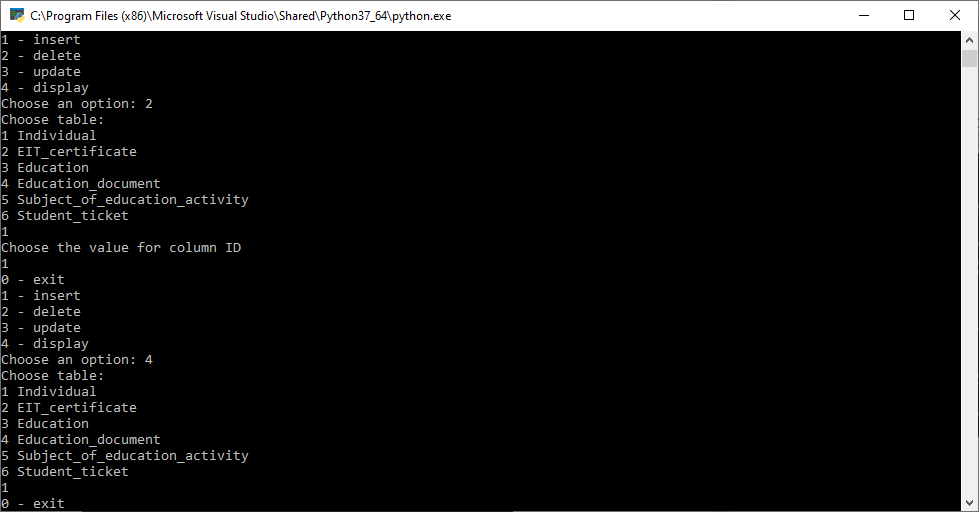 C:\Program Files (x86)\Microsoft Visual Studio\Shared\Python37_64\python.exe
1 - insert
2 - delete
3 - update
4 - display
Choose an option: 2
Choose table:
1 Individual
2 EIT_certificate
3 Education
4 Education_document
5 Subject_of_education_activity
6 Student_ticket
1
Choose the value for column ID
1
0 - exit
1 - insert
2 - delete
3 - update
4 - display
Choose an option: 4
Choose table:
1 Individual
2 EIT_certificate
3 Education
4 Education_document
5 Subject_of_education_activity
6 Student_ticket
1
0 - exit